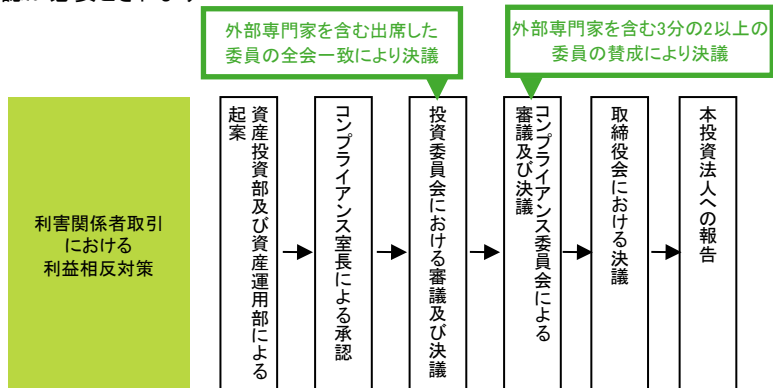 外部専門家を含む出席した
委員の全会一致により決議
外部専門家を含む3分の2以上の
委員の賛成により決議
利害関係者取引
における
利益相反対策
資産投資部及び資産運用部による
起案
コンプライアンス室長による承認
投資委員会における審議及び決議
コンプライアンス委員会による
審議及び決議
取締役会における決議
本投資法人への報告